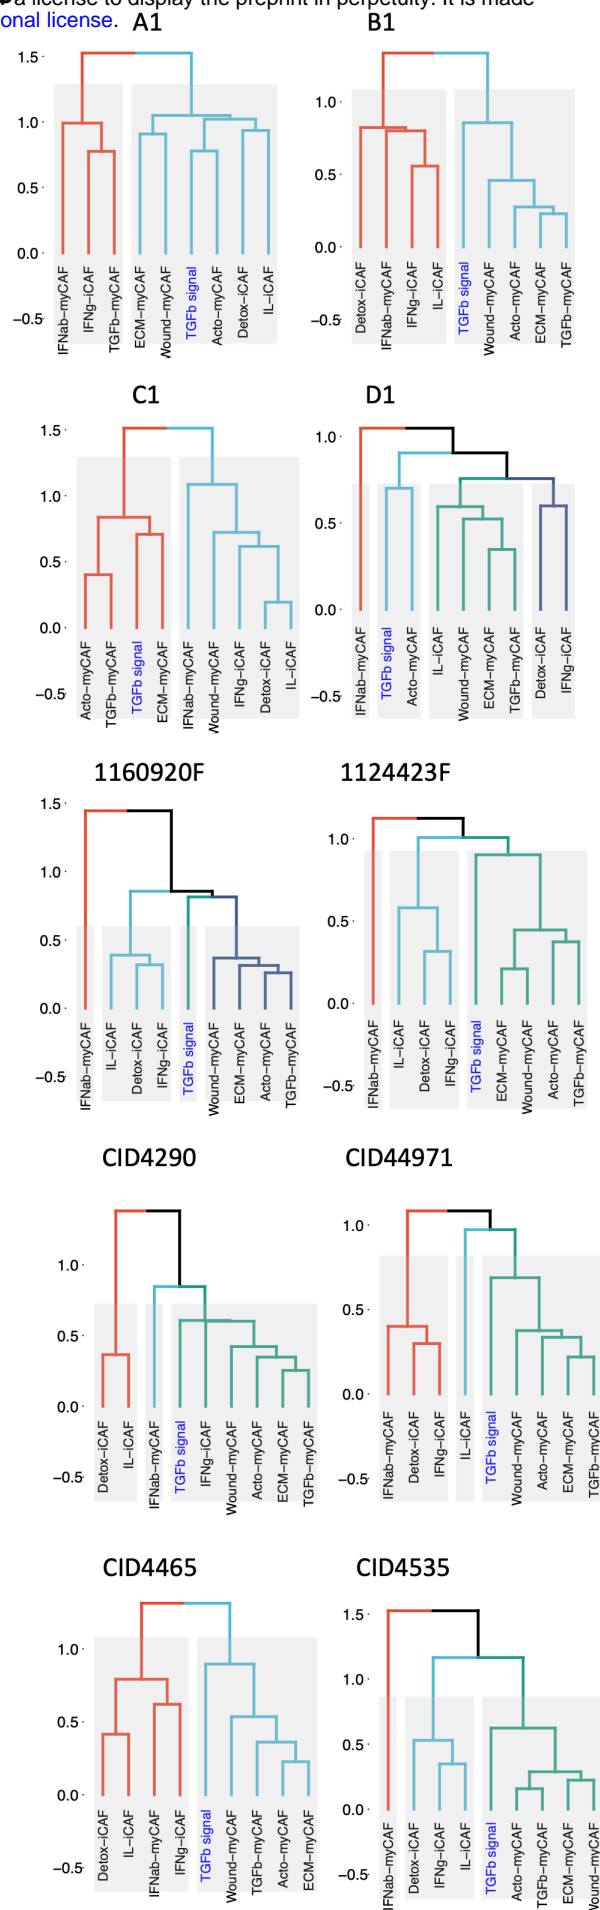 a license to display the preprint in perpetuity. It is made
onal license.
A1
B1
1.5
1.0
0.5
0.0
−0.5
IFNab−myCAF
IFNg−iCAF
TGFb−myCAF
ECM−myCAF
Wound−myCAF
TGFb signal
Acto−myCAF
Detox−iCAF
IL−iCAF
1.0
0.5
0.0
−0.5
Detox−iCAF
IFNab−myCAF
IFNg−iCAF
IL−iCAF
TGFb signal
Wound−myCAF
Acto−myCAF
ECM−myCAF
TGFb−myCAF
C1
D1
1.5
1.0
0.5
0.0
−0.5
Acto−myCAF
TGFb−myCAF
TGFb signal
ECM−myCAF
IFNab−myCAF
Wound−myCAF
IFNg−iCAF
Detox−iCAF
IL−iCAF
1.0
0.5
0.0
−0.5
IFNab−myCAF
TGFb signal
Acto−myCAF
IL−iCAF
Wound−myCAF
ECM−myCAF
TGFb−myCAF
Detox−iCAF
IFNg−iCAF
1160920F
1124423F
1.5
1.0
0.5
0.0
−0.5
IFNab−myCAF
IL−iCAF
Detox−iCAF
IFNg−iCAF
TGFb signal
Wound−myCAF
ECM−myCAF
Acto−myCAF
TGFb−myCAF
1.0
0.5
0.0
−0.5
IFNab−myCAF
IL−iCAF
Detox−iCAF
IFNg−iCAF
TGFb signal
ECM−myCAF
Wound−myCAF
Acto−myCAF
TGFb−myCAF
CID4290
CID44971
1.0
0.5
0.0
−0.5
Detox−iCAF
IL−iCAF
IFNab−myCAF
TGFb signal
IFNg−iCAF
Wound−myCAF
Acto−myCAF
ECM−myCAF
TGFb−myCAF
1.0
0.5
0.0
−0.5
IFNab−myCAF
Detox−iCAF
IFNg−iCAF
IL−iCAF
TGFb signal
Wound−myCAF
Acto−myCAF
ECM−myCAF
TGFb−myCAF
CID4465
CID4535
1.0
0.5
0.0
−0.5
Detox−iCAF
IL−iCAF
IFNab−myCAF
IFNg−iCAF
TGFb signal
Wound−myCAF
TGFb−myCAF
Acto−myCAF
ECM−myCAF
1.5
1.0
0.5
0.0
−0.5
IFNab−myCAF
Detox−iCAF
IFNg−iCAF
IL−iCAF
TGFb signal
Acto−myCAF
TGFb−myCAF
ECM−myCAF
Wound−myCAF